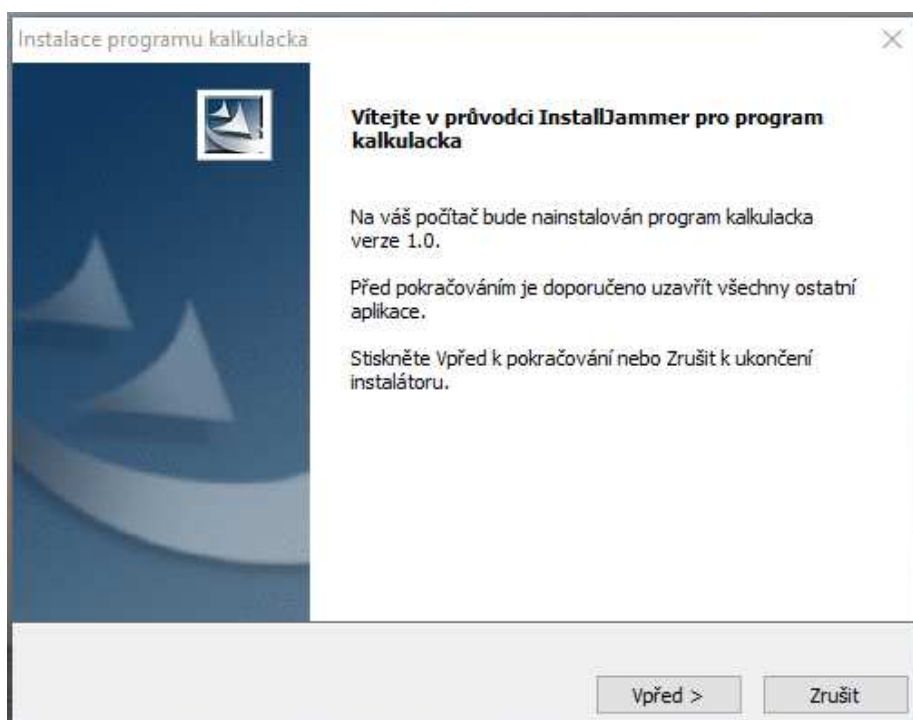 Instalace programu kalkulacka
Vítejte v průvodci InstallJammer pro program
kalkulacka
Na váš počítač bude nainstalován program kalkulacka
verze 1.0.
Před pokračováním je doporučeno uzavřít všechny ostatní
aplikace.
Stiskněte Vpřed k pokračování nebo Zrušit k ukončení
instalátoru.
Vpřed >
Zrušit